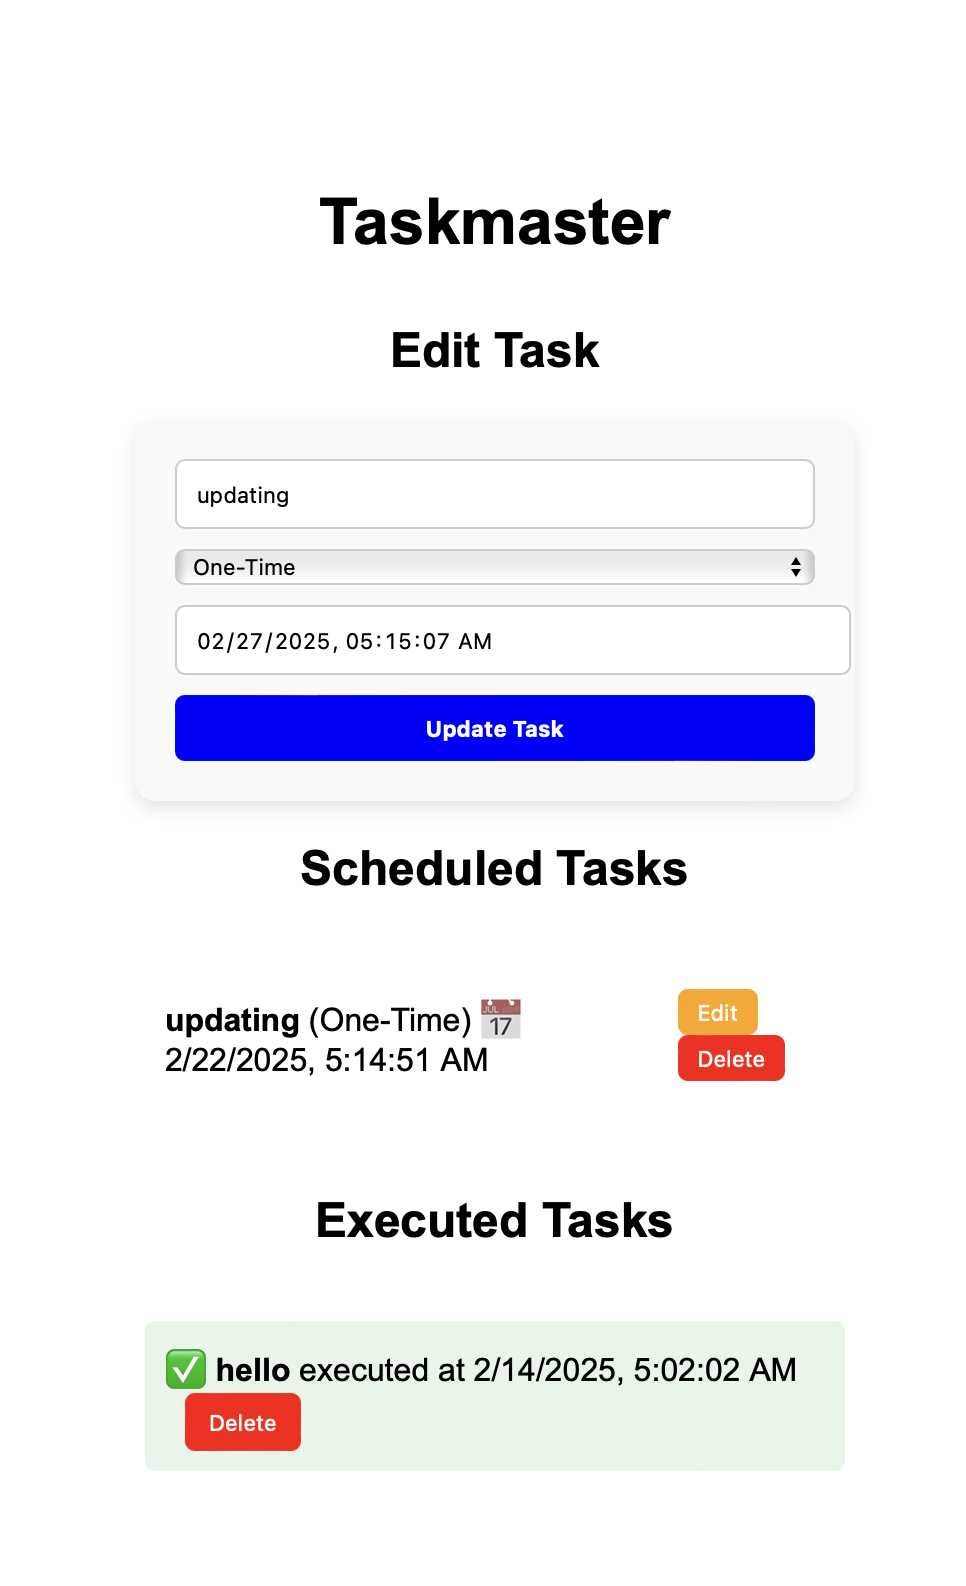 Taskmaster
Edit Task
updating
One-Time
02/27/2025, 05:15:07 AM
Update Task
Scheduled Tasks
updating (One-Time) 📅
2/22/2025, 5:14:51 AM
Edit
Delete
Executed Tasks
✅ hello executed at 2/14/2025, 5:02:02 AM
Delete